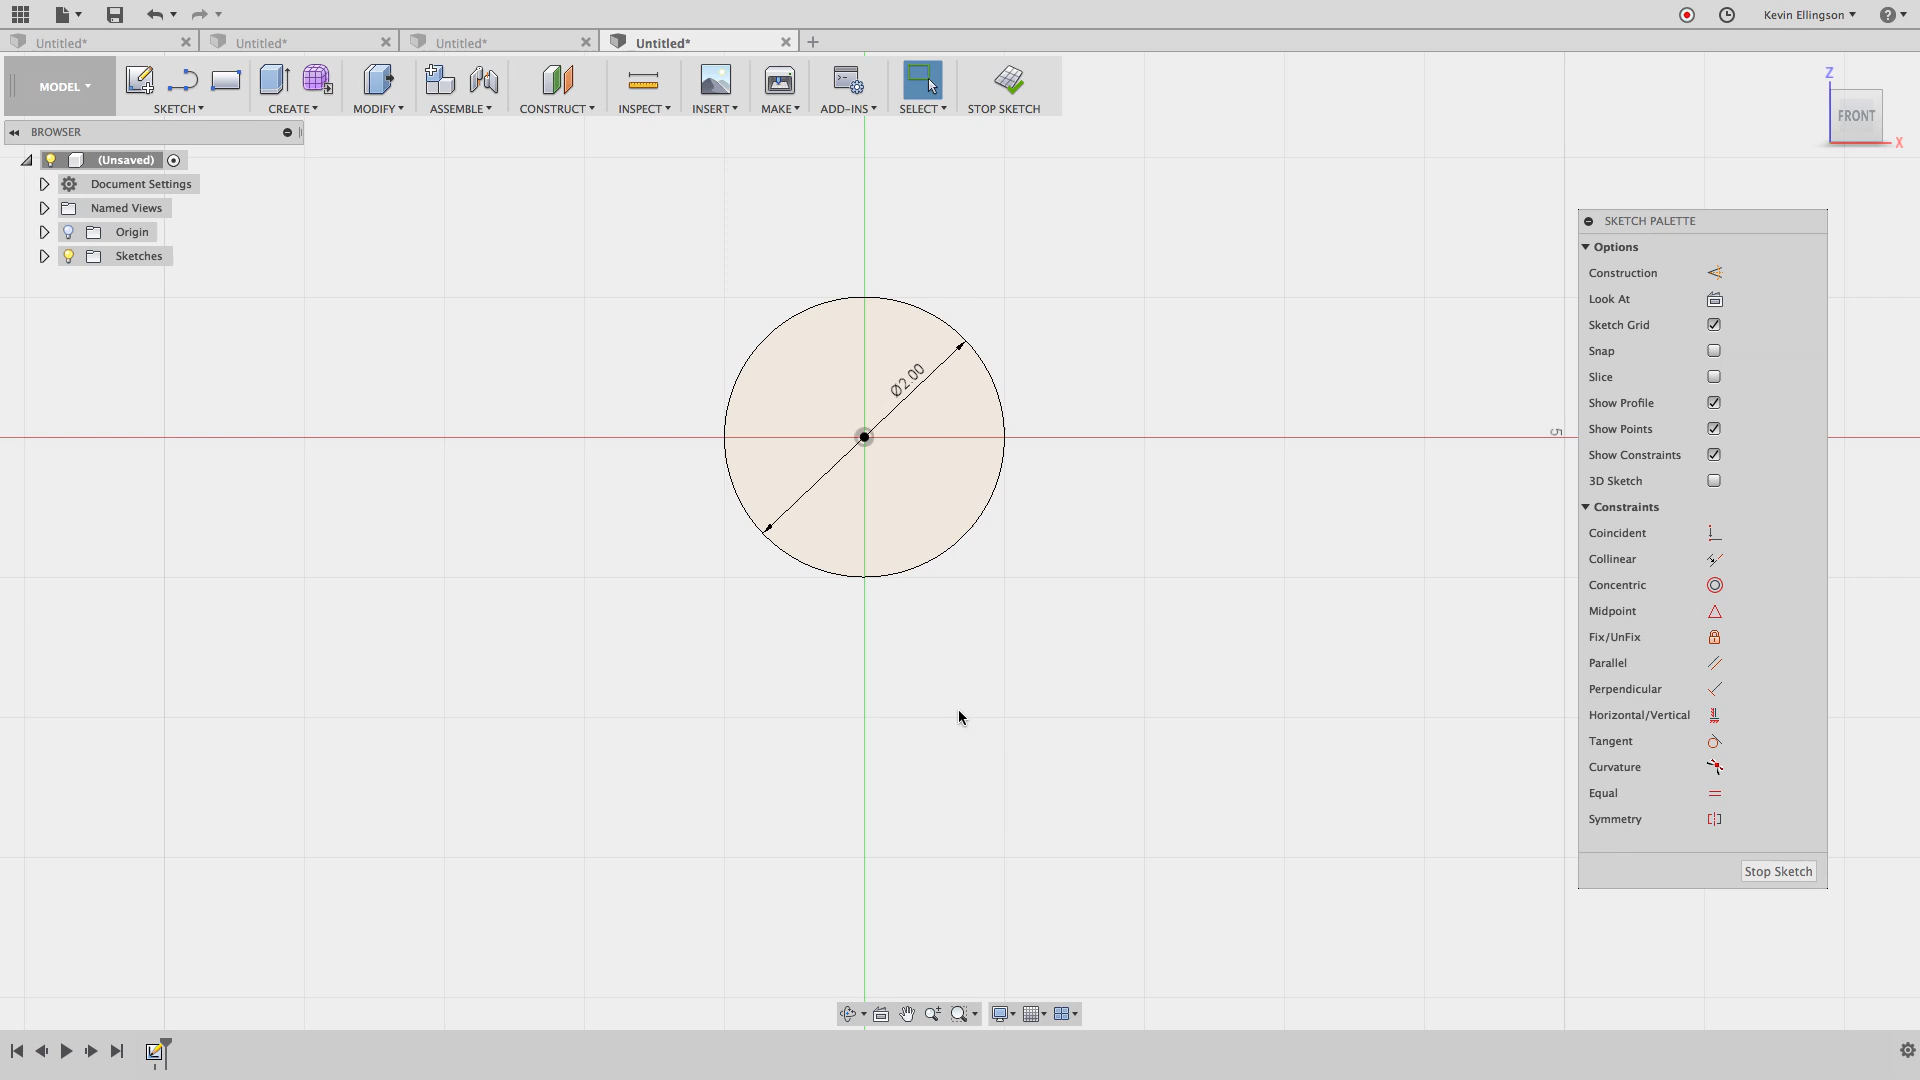 Kevin Ellingson
?
Untitled*
Untitled*
Untitled*
Untitled*
MODEL
SKETCH
CREATE
MODIFY
ASSEMBLE
CONSTRUCT
INSPECT
INSERT
MAKE
ADD-INS
SELECT
STOP SKETCH
Z
FRONT
X
BROWSER
(Unsaved)
Document Settings
Named Views
Origin
Sketches
Ø2.00
5
SKETCH PALETTE
Options
Construction
Look At
Sketch Grid
Snap
Slice
Show Profile
Show Points
Show Constraints
3D Sketch
Constraints
Coincident
Collinear
Concentric
Midpoint
Fix/UnFix
Parallel
Perpendicular
Horizontal/Vertical
Tangent
Curvature
Equal
Symmetry
Stop Sketch